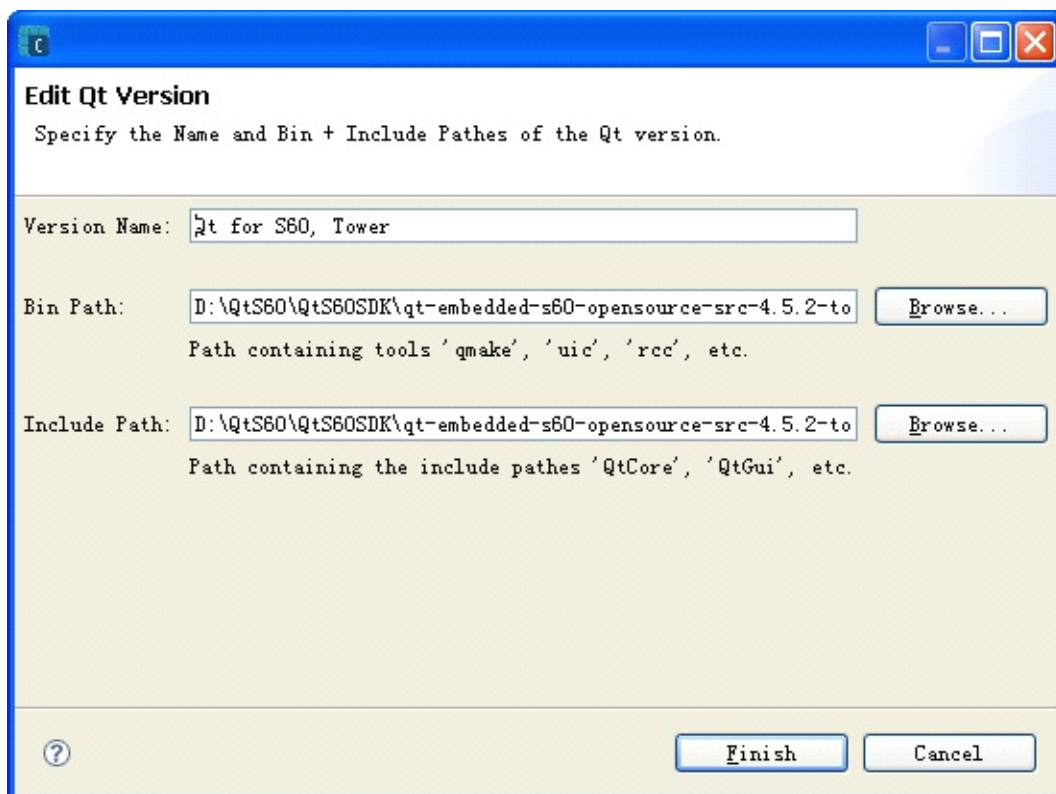 Edit Qt Version
Specify the Name and Bin + Include Pathes of the Qt version.
Version Name: Qt for S60, Tower
Bin Path: D:\QtS60\QtS60SDK\qt-embedded-s60-opensource-src-4.5.2-to Browse...
Path containing tools 'qmake', 'uic', 'rcc', etc.
Include Path: D:\QtS60\QtS60SDK\qt-embedded-s60-opensource-src-4.5.2-to Browse...
Path containing the include pathes 'QtCore', 'QtGui', etc.
? Finish Cancel